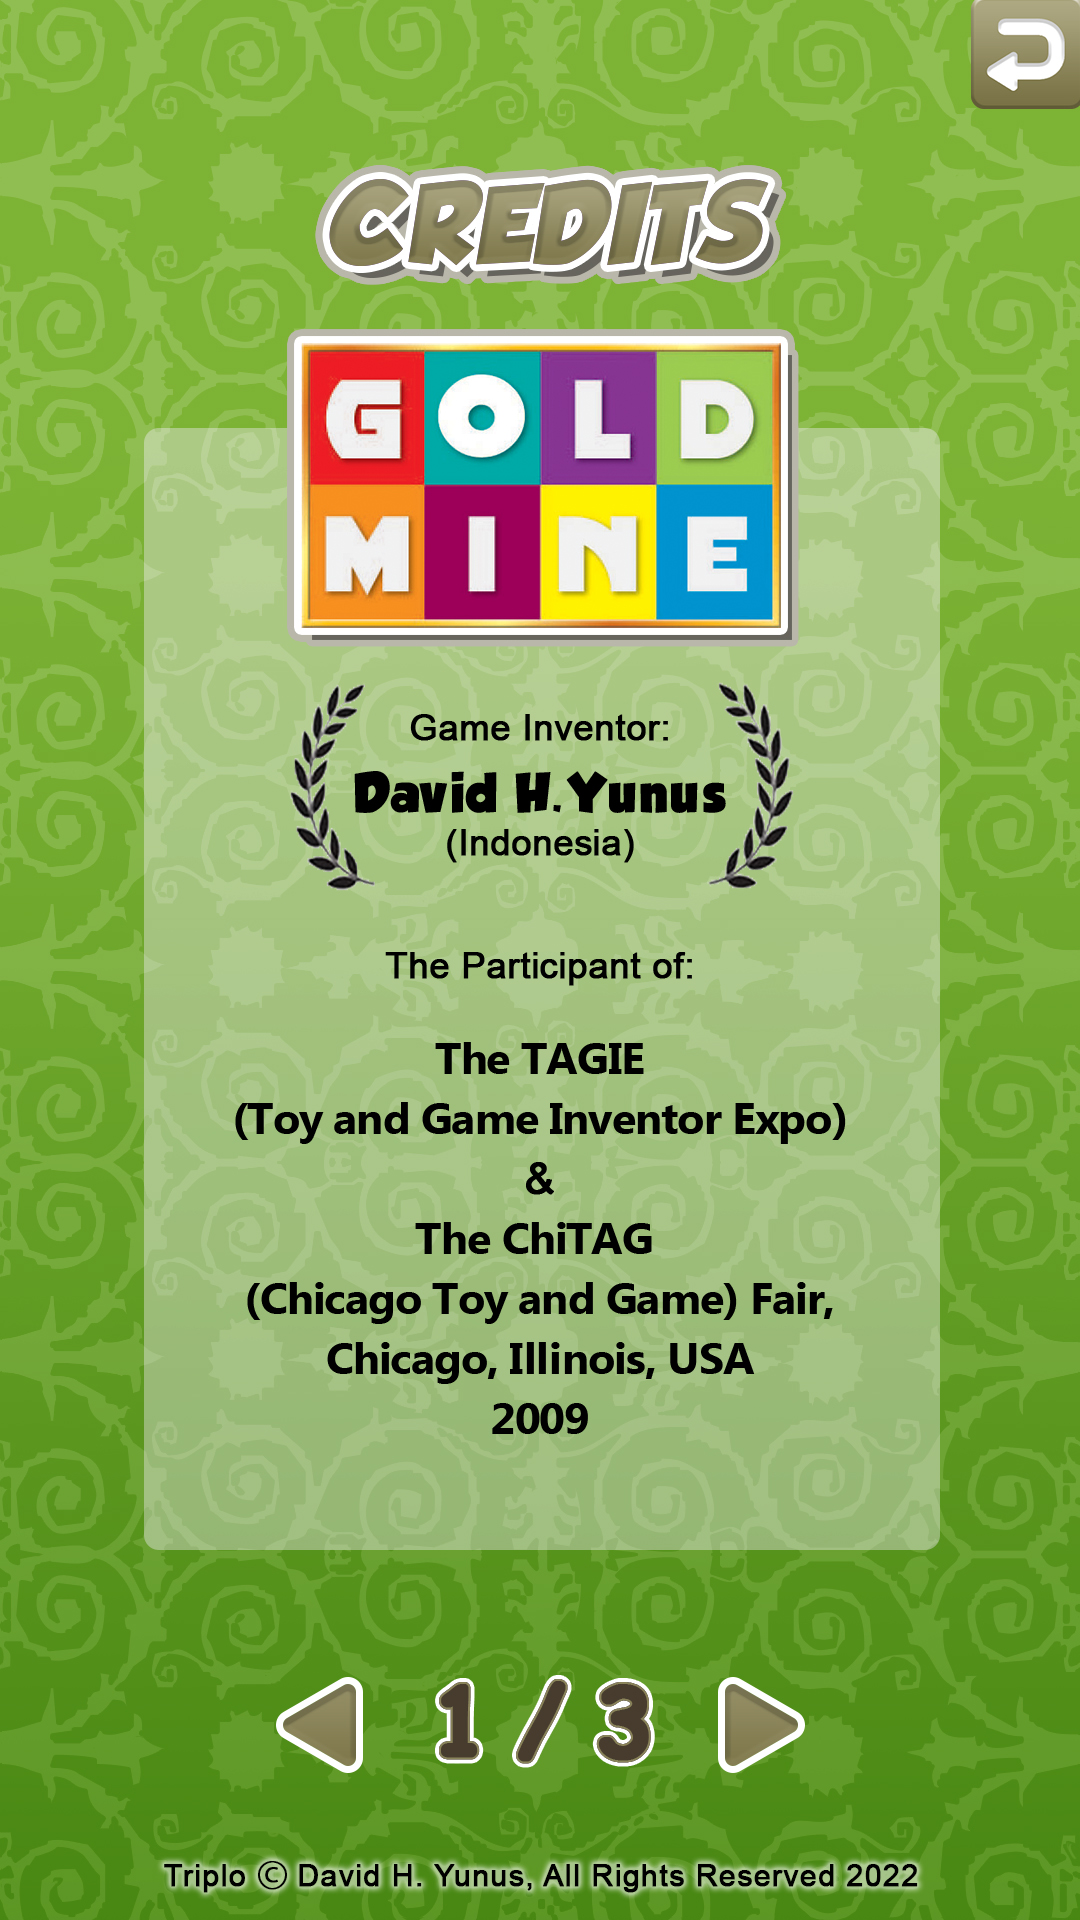 CREDITS
GOLD
MINE
Game Inventor:
David H. Yunus
(Indonesia)
The Participant of:
The TAGIE
(Toy and Game Inventor Expo)
&
The ChiTAG
(Chicago Toy and Game) Fair,
Chicago, Illinois, USA
2009
1 / 3
Triplo © David H. Yunus, All Rights Reserved 2022